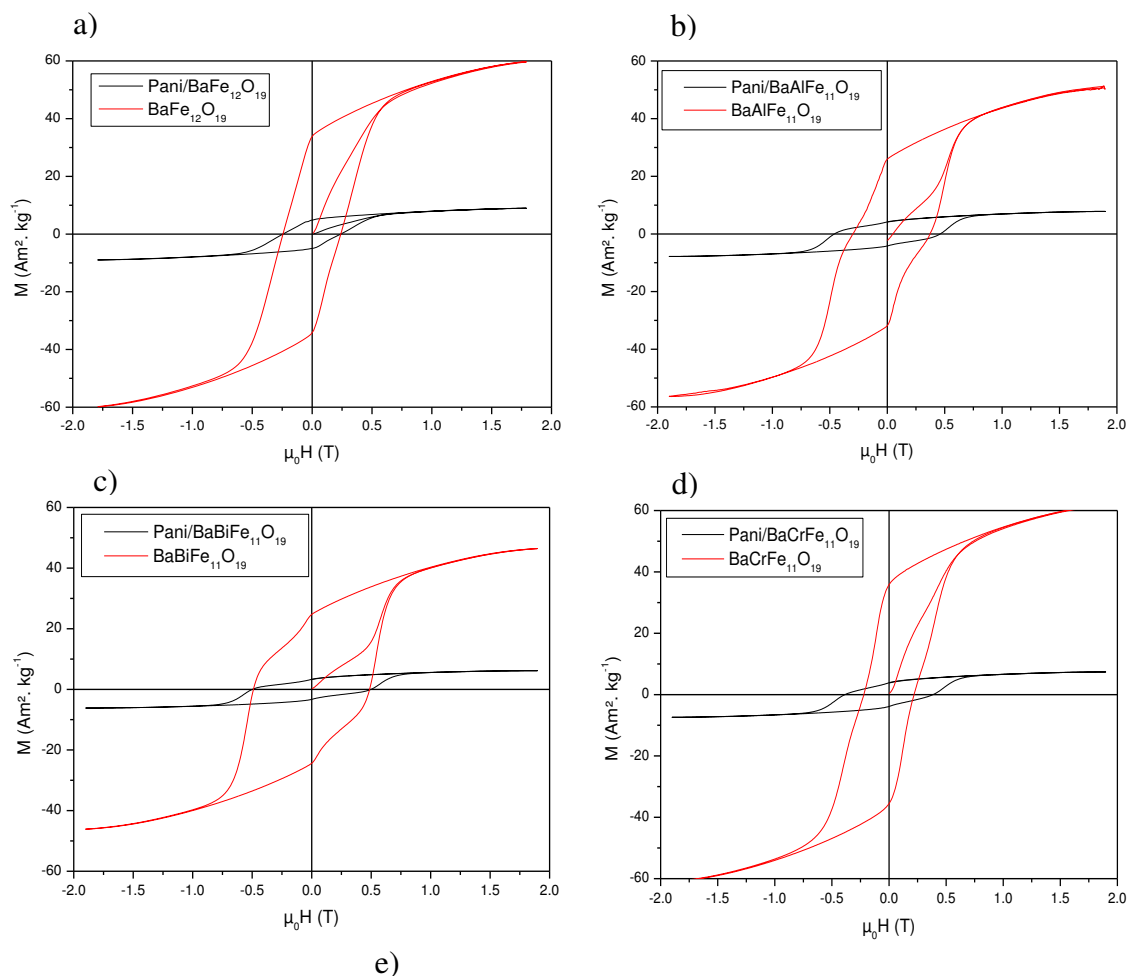 a)
60
40
20
0
-20
-40
-60
M (Am². kg⁻¹)
Pani/BaFe₁₂O₁₉
BaFe₁₂O₁₉
-2.0 -1.5 -1.0 -0.5 0.0 0.5 1.0 1.5 2.0
μ₀H (T)
b)
60
40
20
0
-20
-40
-60
M (Am². kg⁻¹)
Pani/BaAlFe₁₁O₁₉
BaAlFe₁₁O₁₉
-2.0 -1.5 -1.0 -0.5 0.0 0.5 1.0 1.5 2.0
μ₀H (T)
c)
60
40
20
0
-20
-40
-60
M (Am². kg⁻¹)
Pani/BaBiFe₁₁O₁₉
BaBiFe₁₁O₁₉
-2.0 -1.5 -1.0 -0.5 0.0 0.5 1.0 1.5 2.0
μ₀H (T)
d)
60
40
20
0
-20
-40
-60
M (Am². kg⁻¹)
Pani/BaCrFe₁₁O₁₉
BaCrFe₁₁O₁₉
-2.0 -1.5 -1.0 -0.5 0.0 0.5 1.0 1.5 2.0
μ₀H (T)
e)